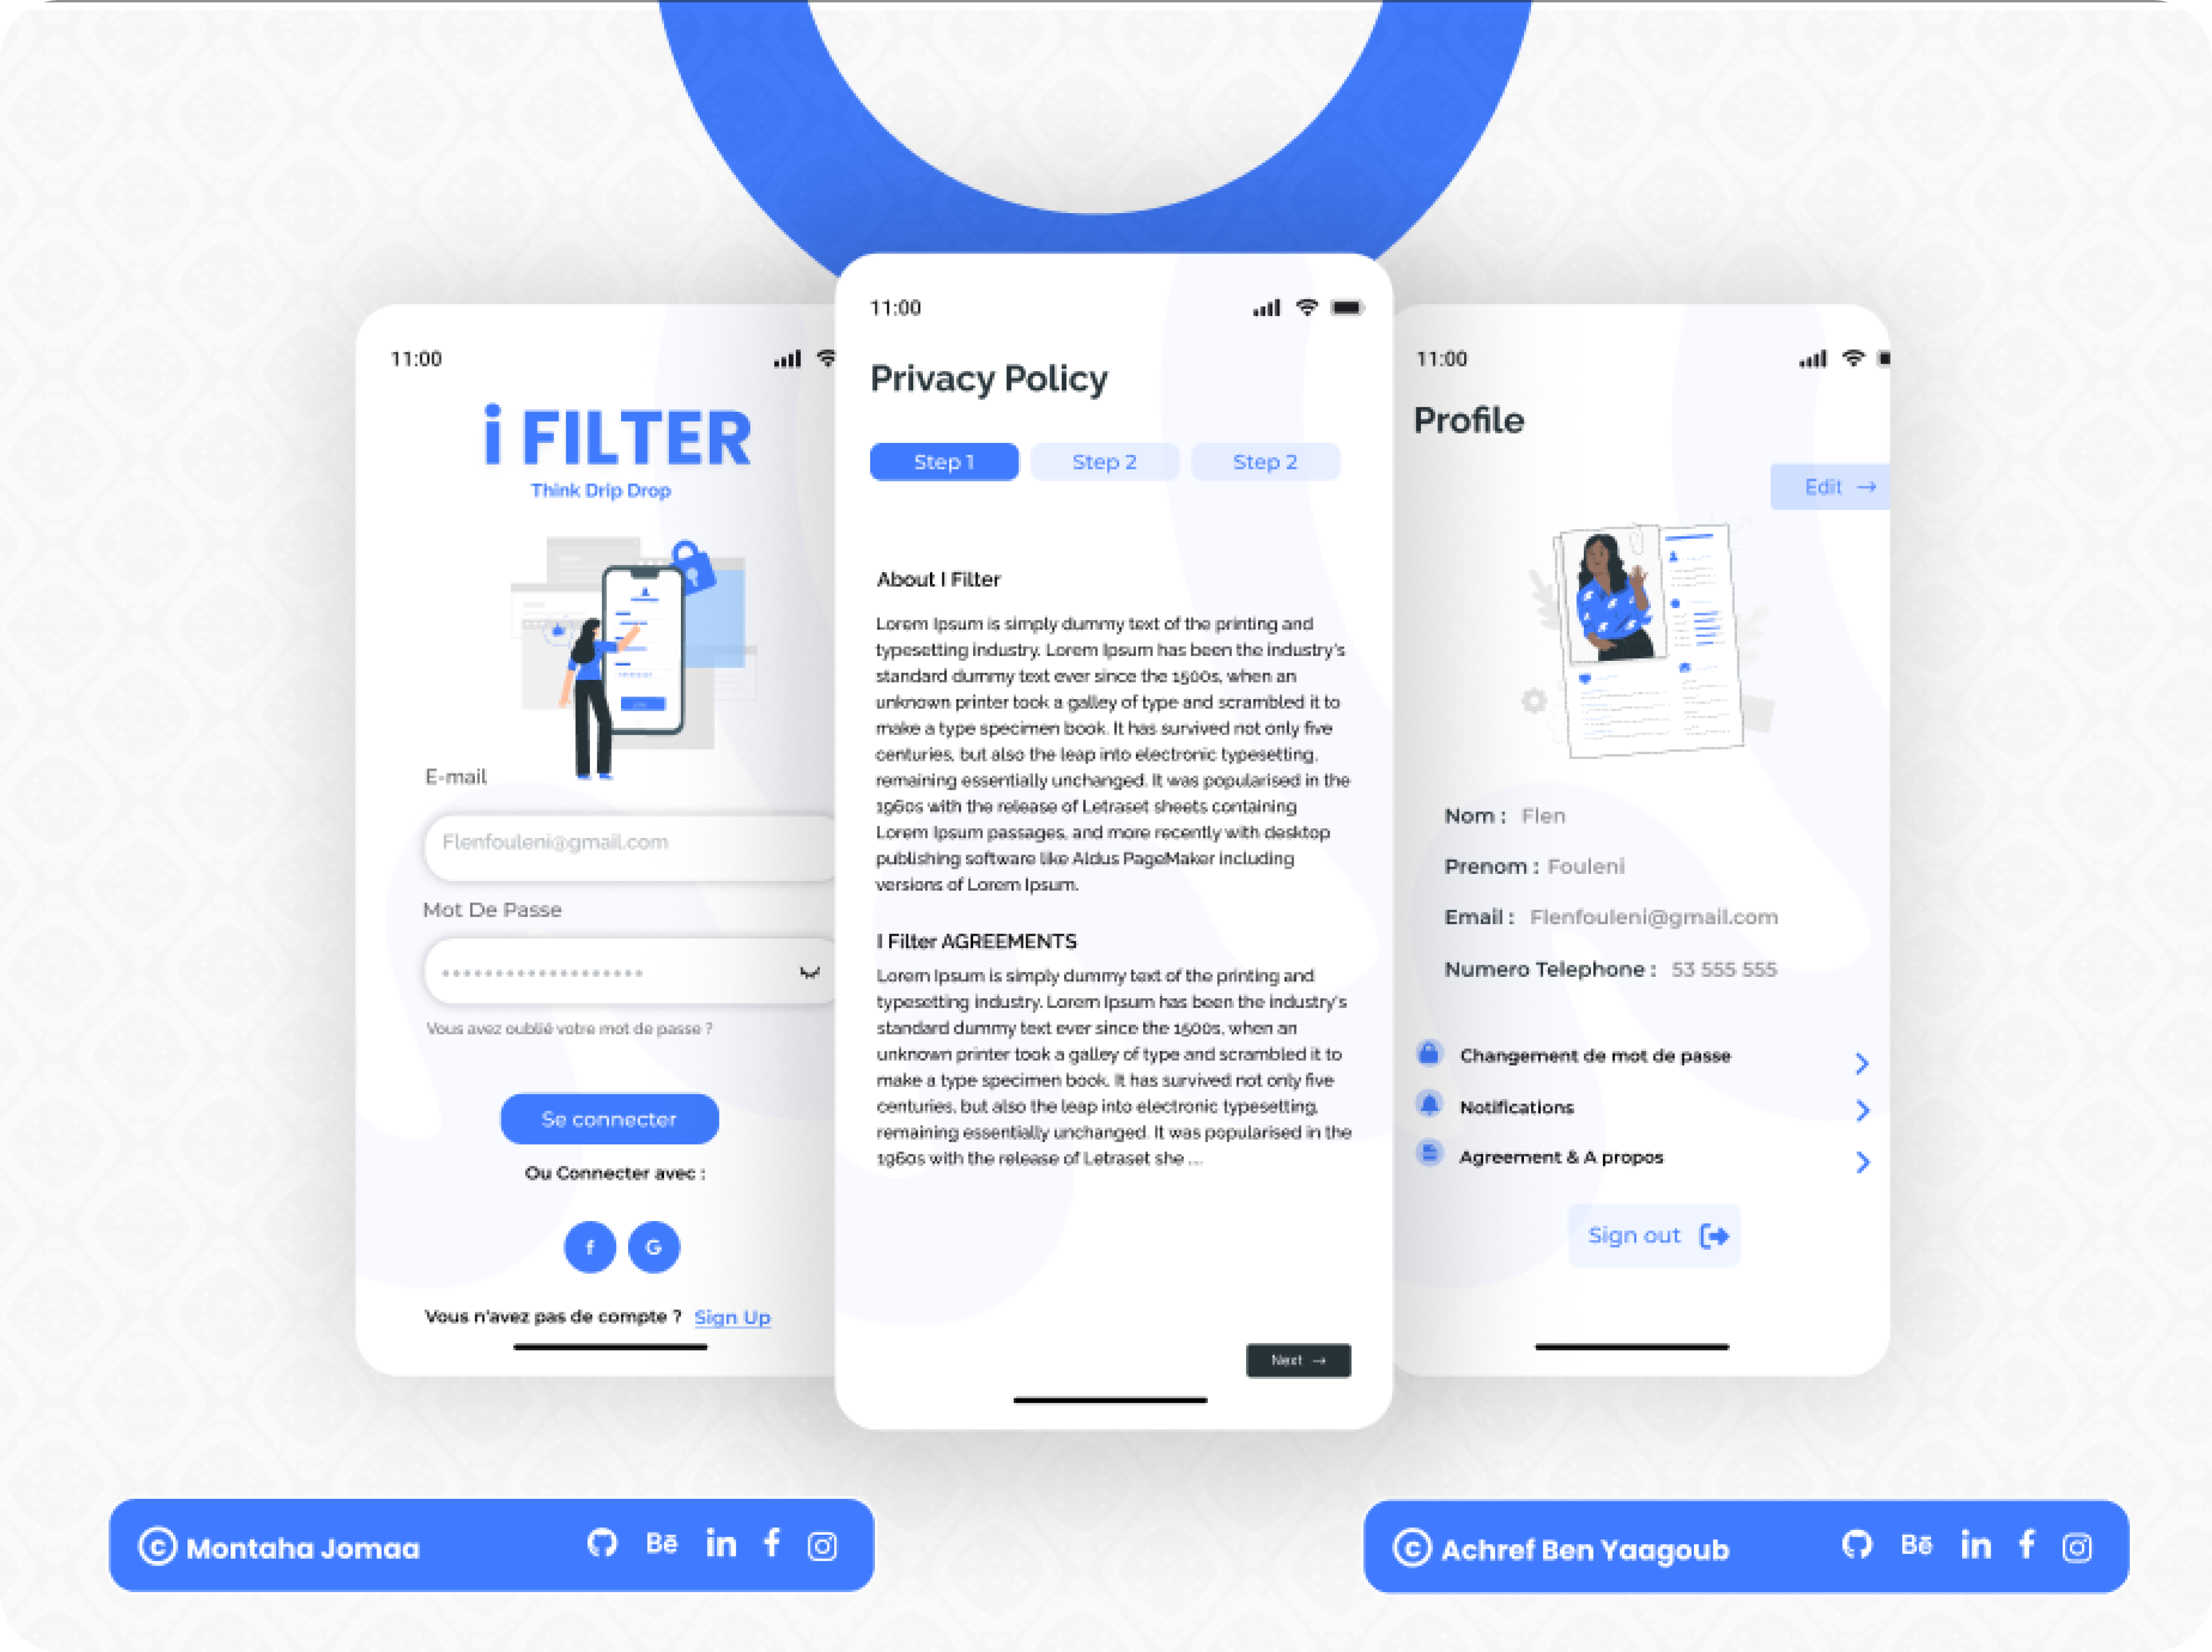 11:00
i FILTER
Think Drip Drop
E-mail
Flenfouleni@gmail.com
Mot De Passe
Vous avez oublié votre mot de passe ?
Se connecter
Ou Connecter avec :
f G
Vous n'avez pas de compte ? Sign Up
11:00
Privacy Policy
Step 1 Step 2 Step 2
About I Filter
Lorem Ipsum is simply dummy text of the printing and
typesetting industry. Lorem Ipsum has been the industry's
standard dummy text ever since the 1500s, when an
unknown printer took a galley of type and scrambled it to
make a type specimen book. It has survived not only five
centuries, but also the leap into electronic typesetting,
remaining essentially unchanged. It was popularised in the
1960s with the release of Letraset sheets containing
Lorem Ipsum passages, and more recently with desktop
publishing software like Aldus PageMaker including
versions of Lorem Ipsum.
I Filter AGREEMENTS
Lorem Ipsum is simply dummy text of the printing and
typesetting industry. Lorem Ipsum has been the industry's
standard dummy text ever since the 1500s, when an
unknown printer took a galley of type and scrambled it to
make a type specimen book. It has survived not only five
centuries, but also the leap into electronic typesetting,
remaining essentially unchanged. It was popularised in the
1960s with the release of Letraset she ...
Next →
11:00
Profile
Edit →
Nom : Flen
Prenom : Fouleni
Email : Flenfouleni@gmail.com
Numero Telephone : 53 555 555
Changement de mot de passe
Notifications
Agreement & A propos
Sign out
© Montaha Jomaa Bē in f
© Achref Ben Yaagoub Bē in f